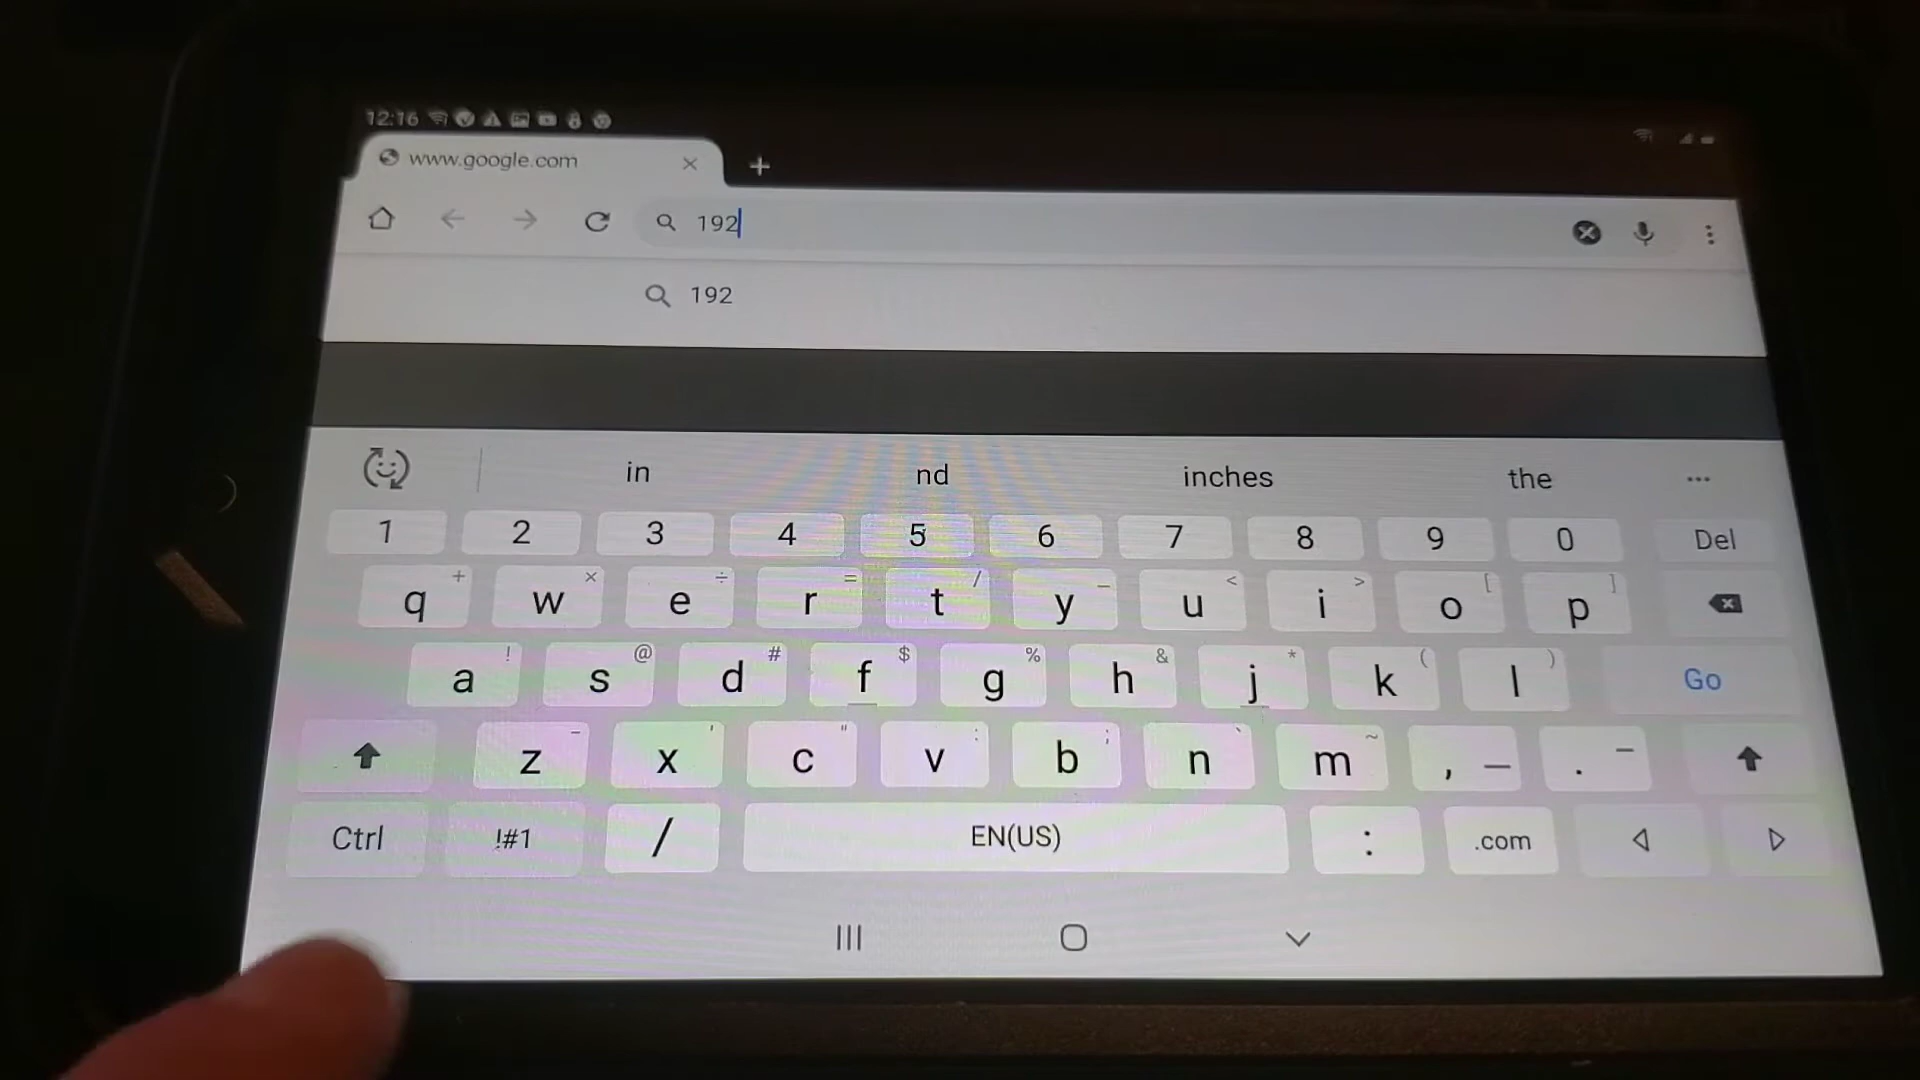 12:16
www.google.com
192
192
in nd inches the ...
1 2 3 4 5 6 7 8 9 0 Del
+ × ÷ = / _ < > [ ]
q w e r t y u i o p
! @ # $ % & * ( )
a s d f g h j k l Go
- ' " : ; ` ~
z x c v b n m , .
Ctrl !#1 / EN(US) : .com